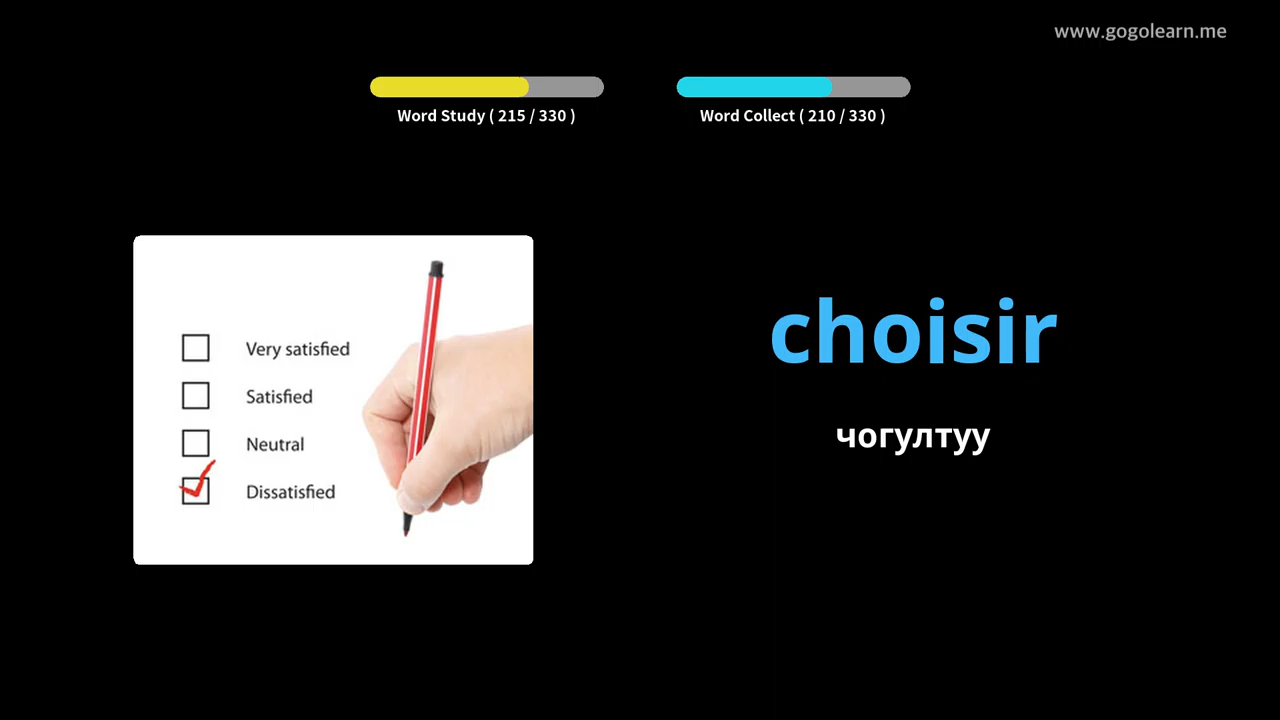 www.gogolearn.me
Word Study ( 215 / 330 )
Word Collect ( 210 / 330 )
Very satisfied
Satisfied
Neutral
Dissatisfied
choisir
чогултуу